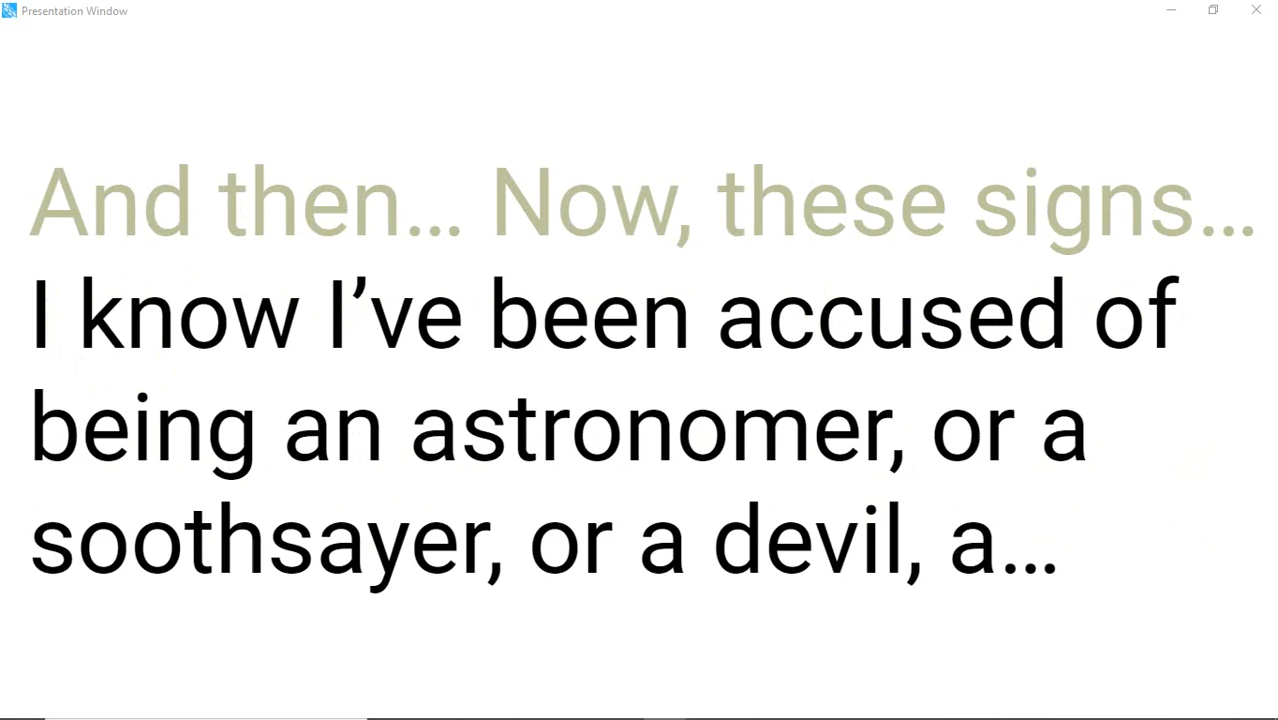 Presentation Window
And then… Now, these signs…
I know I’ve been accused of
being an astronomer, or a
soothsayer, or a devil, a…